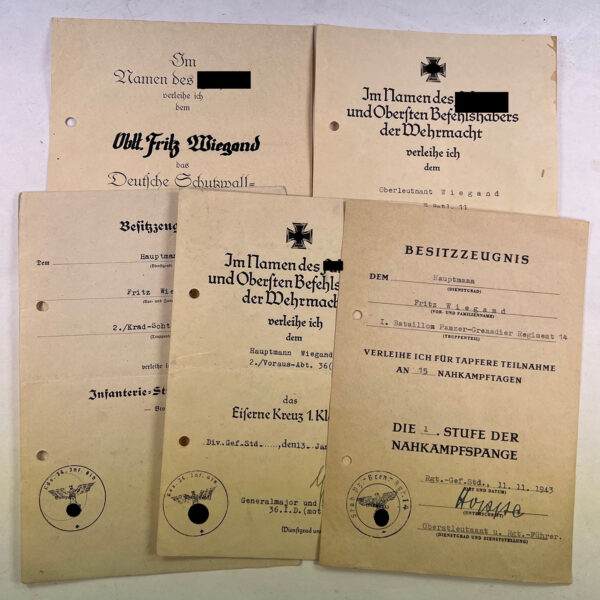 Im
Namen des
verleihe ich
dem
Oblt. Fritz Wiegand
das
Deutsche Schutzwall=
Im Namen des
und Obersten Befehlshabers
der Wehrmacht
verleihe ich
dem
Oberleutnant Wiegand
Besitzzeug
Dem
Hauptmann
Fritz Wie
2./Krad-Scht
verleihe i
Infanterie=St
Im Namen des
und Obersten Befehlsh
der Wehrmacht
verleihe ich
dem
Hauptmann Wiegand
2./Voraus-Abt. 36(
das
Eiserne Kreuz 1. Kl
Div.Gef.Std. ,den 13. Jan
Generalmajor und
36.I.D.(mot
(Dienstgrad und
BESITZZEUGNIS
DEM Hauptmann
(DIENSTGRAD)
Fritz Wiegand
(VOR- UND FAMILIENNAME)
I. Bataillon Panzer-Grenadier Regiment 14
(TRUPPENTEIL)
VERLEIHE ICH FÜR TAPFERE TEILNAHME
AN 15 NAHKAMPFTAGEN
DIE 1. STUFE DER
NAHKAMPFSPANGE
Rgt.-Gef.Std., 11.11.1943
(ORT UND DATUM)
(UNTERSCHRIFT)
Oberstleutnant u. Rgt.-Führer.
(DIENSTGRAD UND DIENSTSTELLUNG)